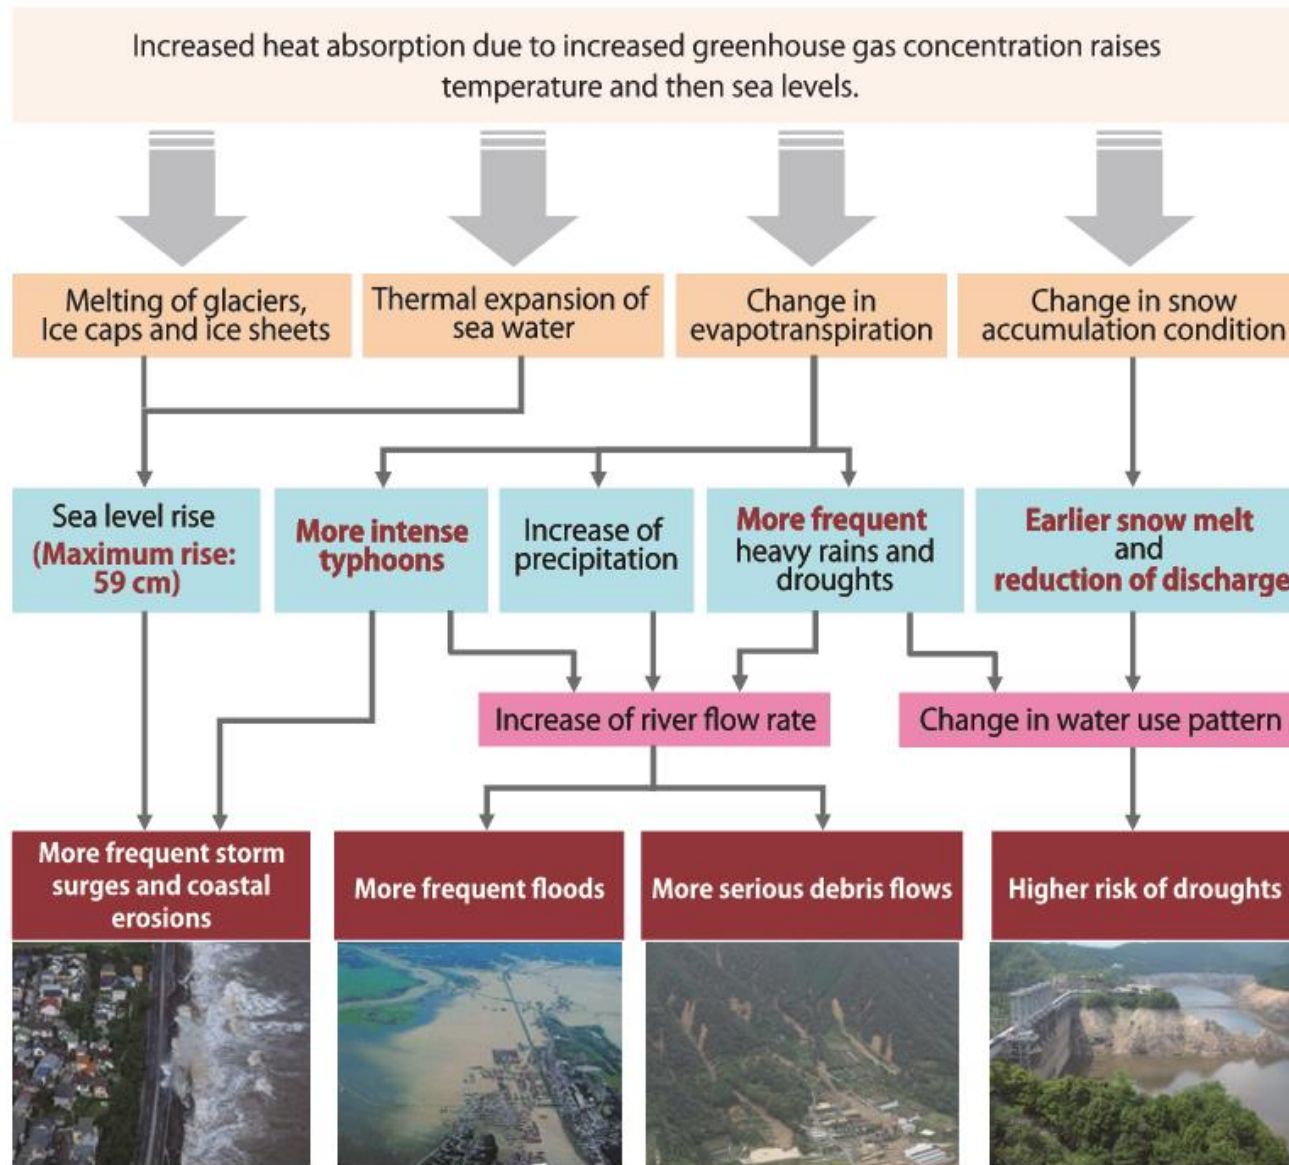 Increased heat absorption due to increased greenhouse gas concentration raises
temperature and then sea levels.
Melting of glaciers,
Ice caps and ice sheets
Thermal expansion of
sea water
Change in
evapotranspiration
Change in snow
accumulation condition
Sea level rise
(Maximum rise:
59 cm)
More intense
typhoons
Increase of
precipitation
More frequent
heavy rains and
droughts
Earlier snow melt
and
reduction of discharge
Increase of river flow rate
Change in water use pattern
More frequent storm
surges and coastal
erosions
More frequent floods
More serious debris flows
Higher risk of droughts